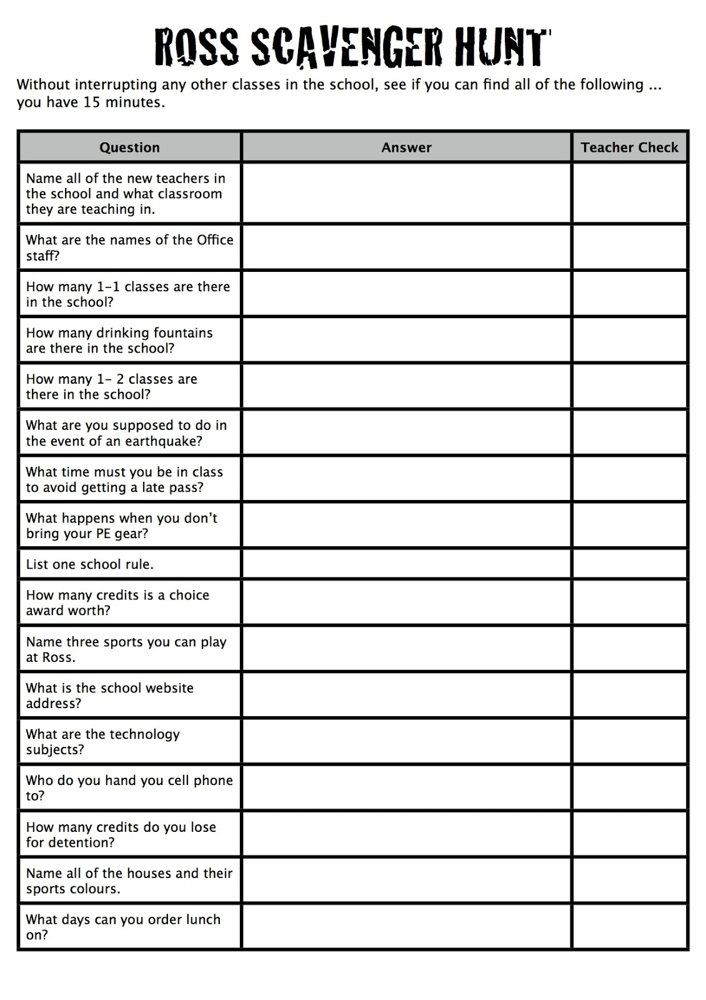 ROSS SCAVENGER HUNT
Without interrupting any other classes in the school, see if you can find all of the following ...
you have 15 minutes.
Question Answer Teacher Check
Name all of the new teachers in
the school and what classroom
they are teaching in.
What are the names of the Office
staff?
How many 1-1 classes are there
in the school?
How many drinking fountains
are there in the school?
How many 1- 2 classes are
there in the school?
What are you supposed to do in
the event of an earthquake?
What time must you be in class
to avoid getting a late pass?
What happens when you don't
bring your PE gear?
List one school rule.
How many credits is a choice
award worth?
Name three sports you can play
at Ross.
What is the school website
address?
What are the technology
subjects?
Who do you hand you cell phone
to?
How many credits do you lose
for detention?
Name all of the houses and their
sports colours.
What days can you order lunch
on?